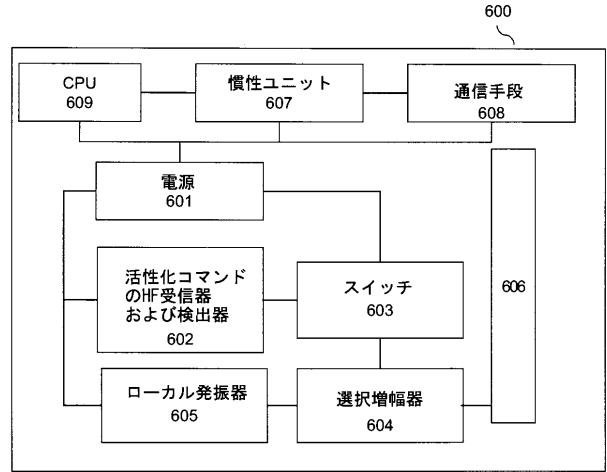 600
CPU
609
慣性ユニット
607
通信手段
608
電源
601
活性化コマンド
のHF受信器
および検出器
602
スイッチ
603
606
ローカル発振器
605
選択増幅器
604